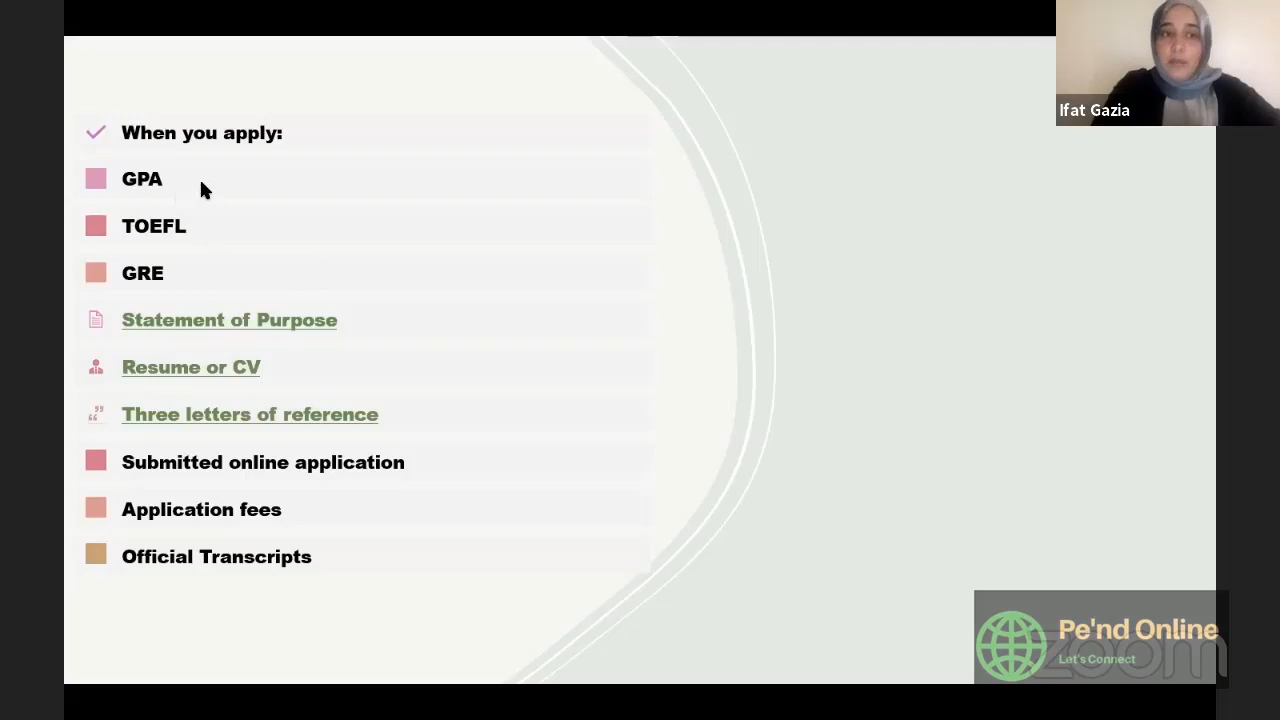 Ifat Gazia
When you apply:
GPA
TOEFL
GRE
Statement of Purpose
Resume or CV
Three letters of reference
Submitted online application
Application fees
Official Transcripts
Pe'nd Online
zoom
Let's Connect